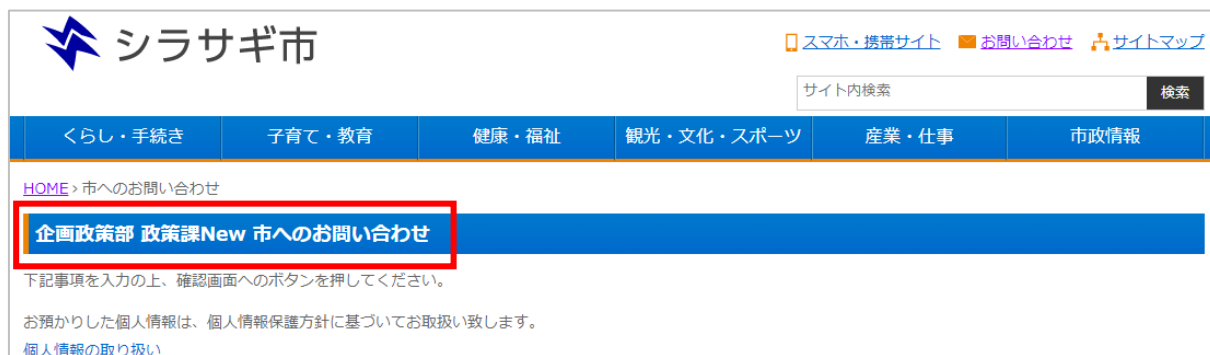 シラサギ市
スマホ・携帯サイト お問い合わせ サイトマップ
サイト内検索 検索
くらし・手続き 子育て・教育 健康・福祉 観光・文化・スポーツ 産業・仕事 市政情報
HOME › 市へのお問い合わせ
企画政策部 政策課New 市へのお問い合わせ
下記事項を入力の上、確認画面へのボタンを押してください。
お預かりした個人情報は、個人情報保護方針に基づいてお取扱い致します。
個人情報の取り扱い